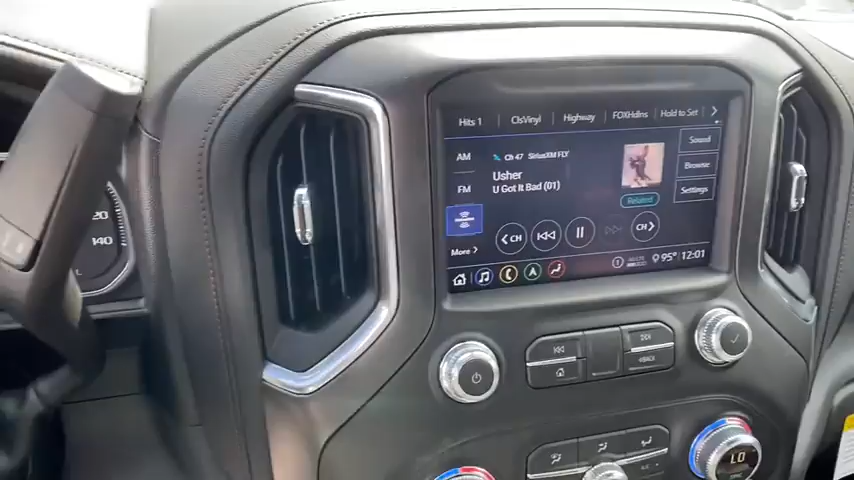 Hits 1 ClsVinyl Highway FOXHdlns Hold to Set
AM
Ch 47 SiriusXM FLY
Sound
Usher
U Got It Bad (01)
Browse
FM
Settings
Related
CH
CH
More
95° 12:01
A
BACK
LO
20
140